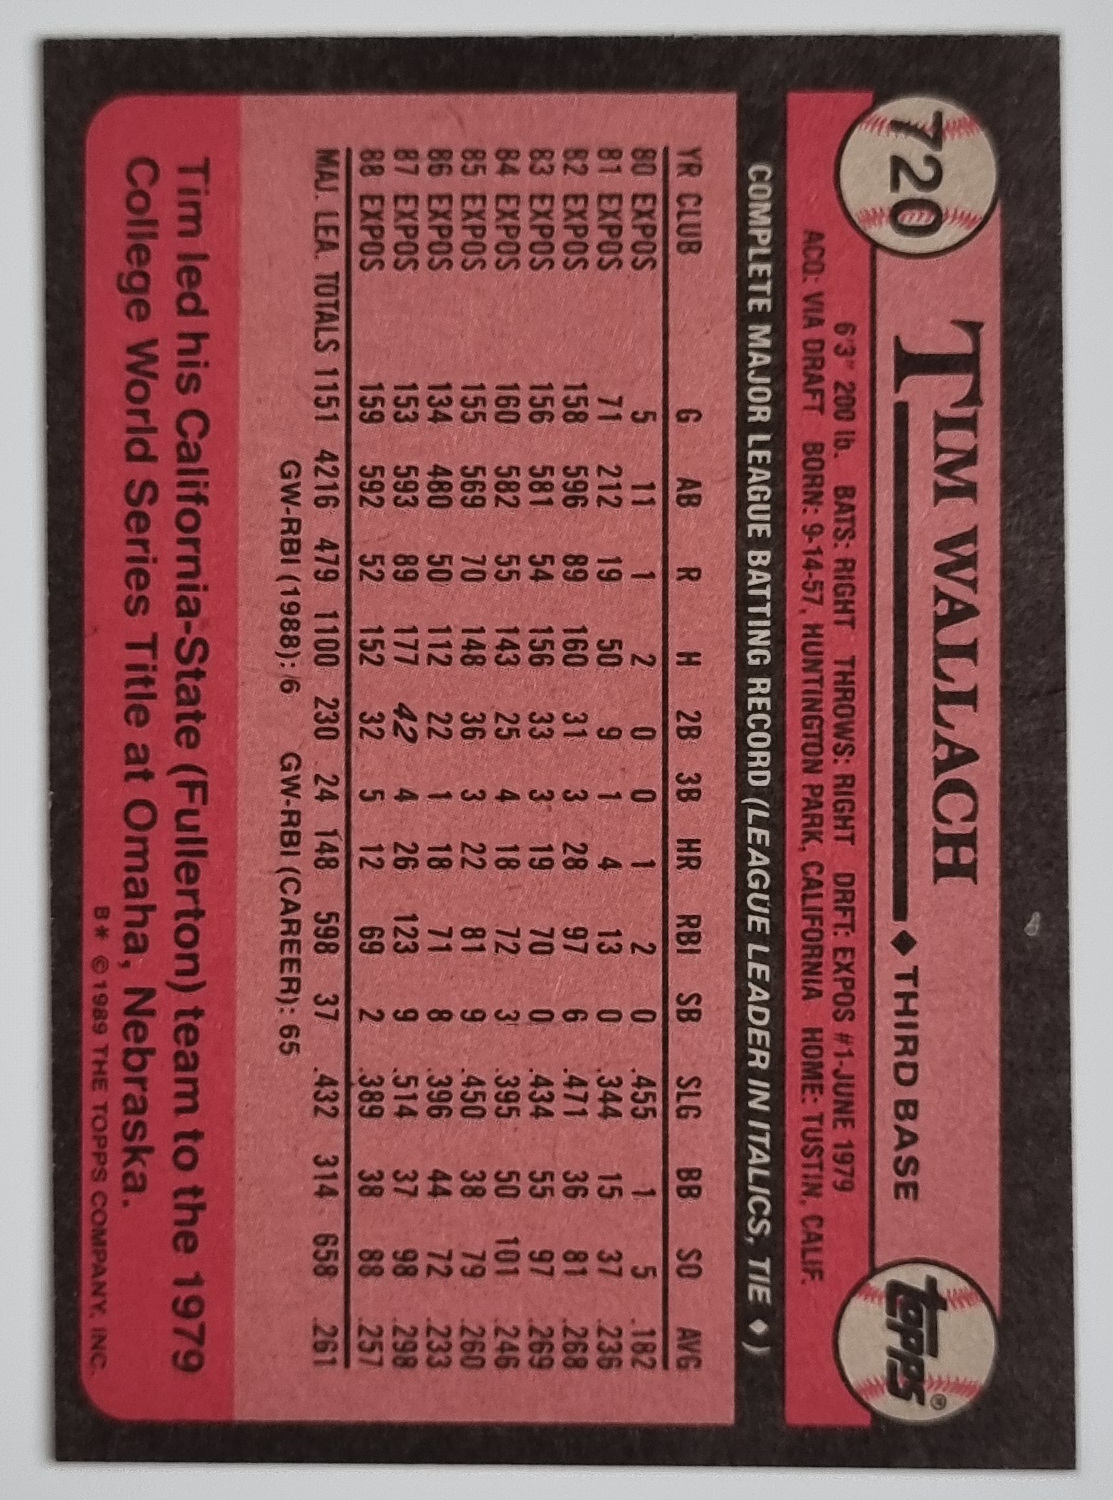 720
TIM WALLACH ◆ THIRD BASE
topps®
6'3" 200 lb. BATS: RIGHT THROWS: RIGHT DRFT: EXPOS #1-JUNE 1979
ACQ: VIA DRAFT BORN: 9-14-57, HUNTINGTON PARK, CALIFORNIA HOME: TUSTIN, CALIF.
COMPLETE MAJOR LEAGUE BATTING RECORD (LEAGUE LEADER IN ITALICS, TIE ◆)
YR CLUB G AB R H 2B 3B HR RBI SB SLG BB SO AVG
80 EXPOS 5 11 1 2 0 0 1 2 0 .455 1 5 .182
81 EXPOS 71 212 19 50 9 1 4 13 0 .344 15 37 .236
82 EXPOS 158 596 89 160 31 3 28 97 6 .471 36 81 .268
83 EXPOS 156 581 54 156 33 3 19 70 0 .434 55 97 .269
84 EXPOS 160 582 55 143 25 4 18 72 3 .395 50 101 .246
85 EXPOS 155 569 70 148 36 3 22 81 9 .450 38 79 .260
86 EXPOS 134 480 50 112 22 1 18 71 8 .396 44 72 .233
87 EXPOS 153 593 89 177 42 4 26 123 9 .514 37 98 .298
88 EXPOS 159 592 52 152 32 5 12 69 2 .389 38 88 .257
MAJ. LEA. TOTALS 1151 4216 479 1100 230 24 148 598 37 .432 314 658 .261
GW-RBI (1988): 6 GW-RBI (CAREER): 65
Tim led his California-State (Fullerton) team to the 1979
College World Series Title at Omaha, Nebraska.
B* ©1989 THE TOPPS COMPANY, INC.